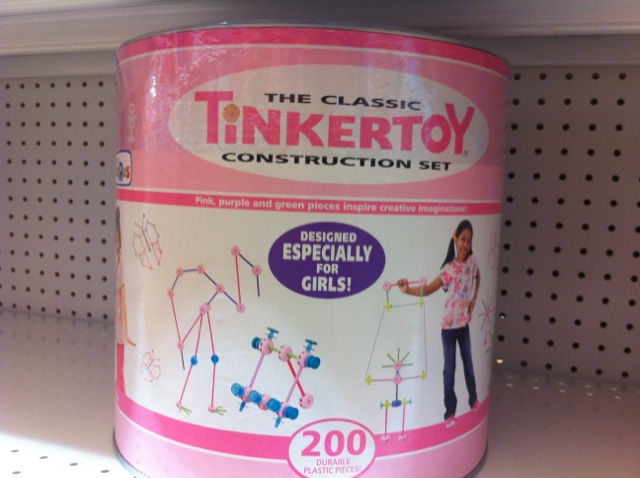 THE CLASSIC
TiNKERTOY
CONSTRUCTION SET
Pink, purple and green pieces inspire creative imaginations!
DESIGNED
ESPECIALLY
FOR
GIRLS!
200
DURABLE
PLASTIC PIECES!